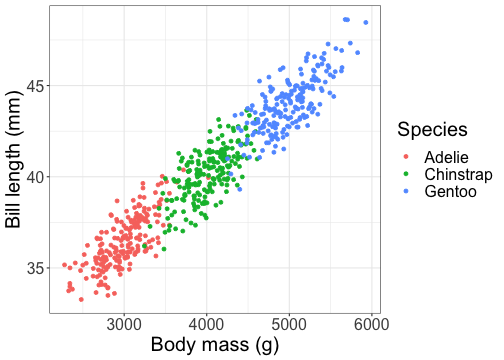 Bill length (mm)
45
40
35
3000
4000
5000
6000
Body mass (g)
Species
Adelie
Chinstrap
Gentoo